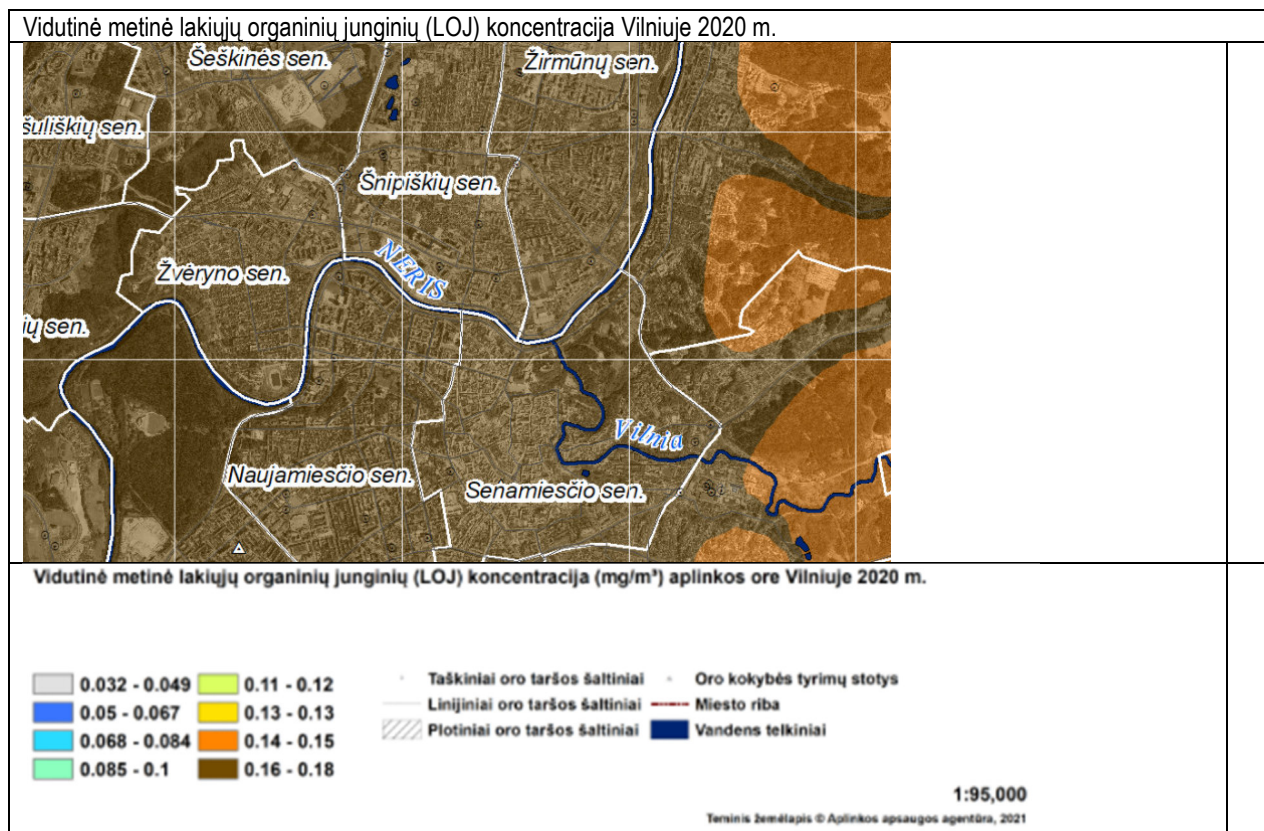 Vidutinė metinė lakiųjų organinių junginių (LOJ) koncentracija Vilniuje 2020 m.
Šeškinės sen.
Žirmūnų sen.
šuliškių sen.
Šnipiškių sen.
Žvėryno sen.
NERIS
ių sen.
Vilnia
Naujamiesčio sen.
Senamiesčio sen.
Vidutinė metinė lakiųjų organinių junginių (LOJ) koncentracija (mg/m³) aplinkos ore Vilniuje 2020 m.
0.032 - 0.049
0.05 - 0.067
0.068 - 0.084
0.085 - 0.1
0.11 - 0.12
0.13 - 0.13
0.14 - 0.15
0.16 - 0.18
Taškiniai oro taršos šaltiniai
Linijiniai oro taršos šaltiniai
Plotiniai oro taršos šaltiniai
Oro kokybės tyrimų stotys
Miesto riba
Vandens telkiniai
1:95,000
Teminis žemėlapis © Aplinkos apsaugos agentūra, 2021